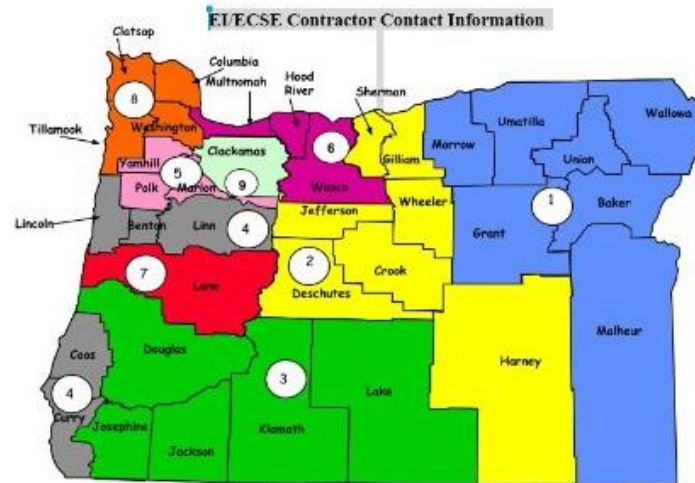 EI/ECSE Contractor Contact Information
Clatsop
Columbia
Multnomah
Hood River
Sherman
Tillamook
8
Washington
Clackamas
6
Gilliam
Morrow
Umatilla
Wallowa
Union
Yamhill
5
9
Wasco
Polk
Marion
Wheeler
1
Baker
Lincoln
Benton
Linn
4
Jefferson
Grant
7
Lane
2
Crook
Deschutes
Malheur
Coos
Douglas
Harney
3
Lake
4
Curry
Josephine
Jackson
Klamath